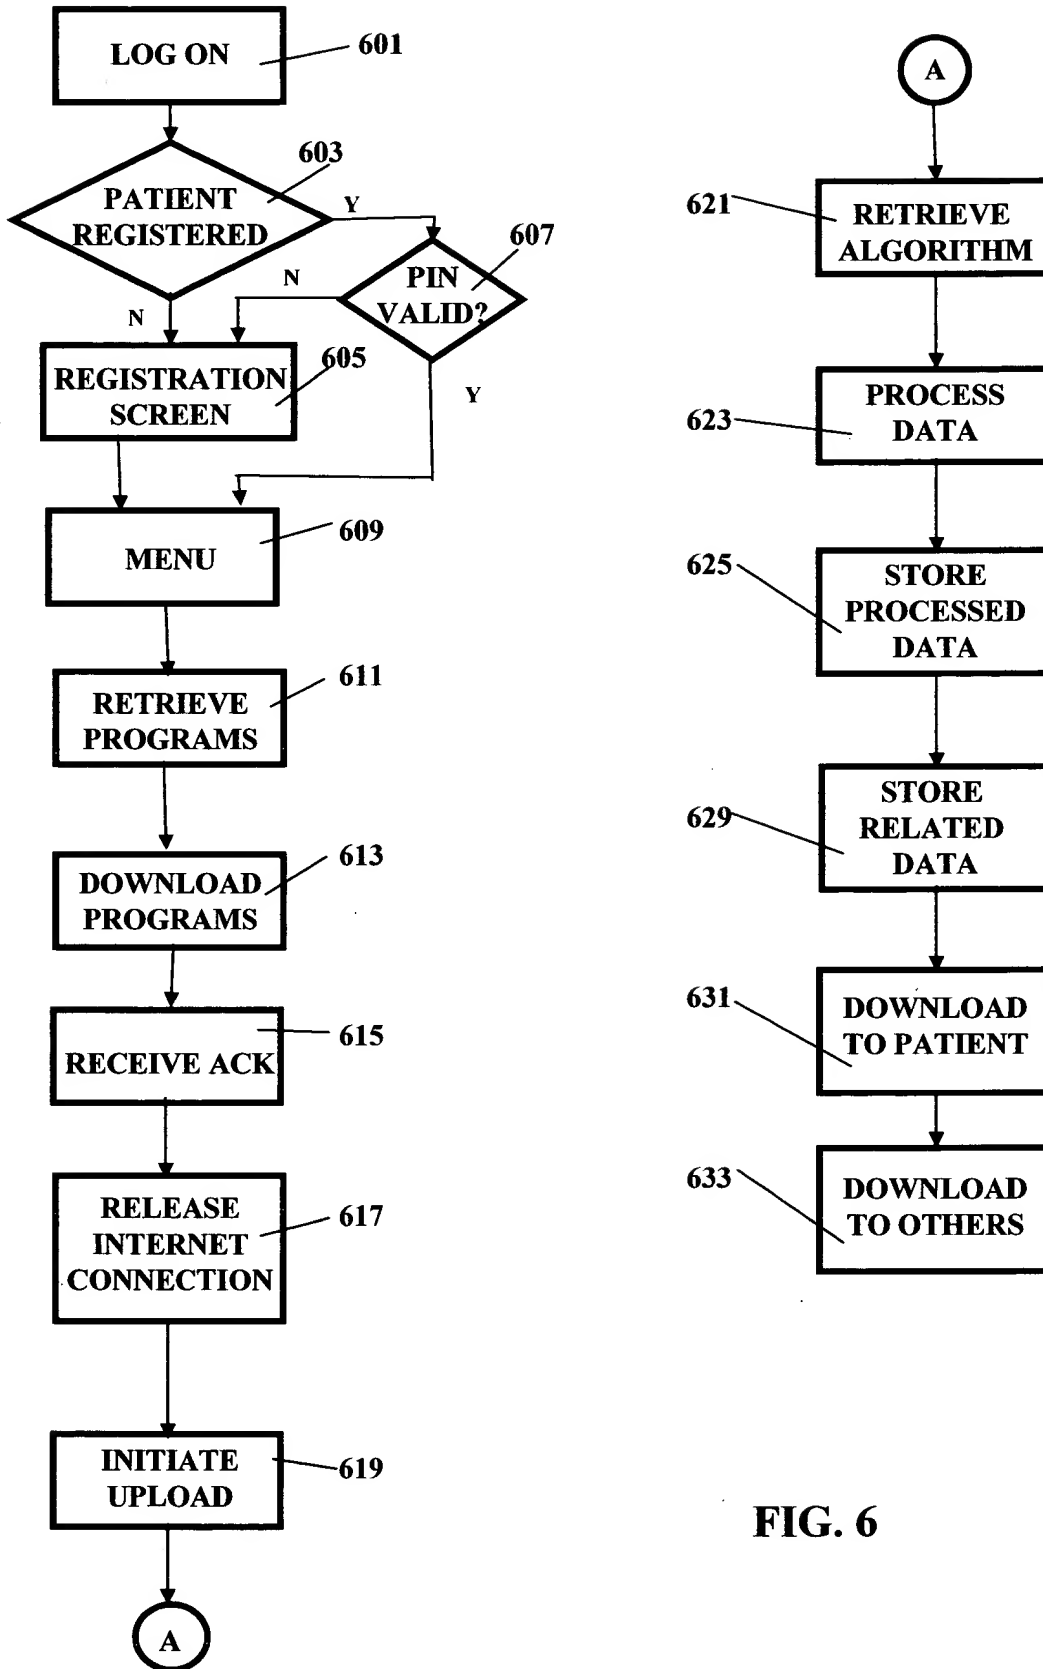 LOG ON
601
603
PATIENT
REGISTERED
Y
607
PIN
VALID?
N
N
605
REGISTRATION
SCREEN
Y
609
MENU
611
RETRIEVE
PROGRAMS
613
DOWNLOAD
PROGRAMS
615
RECEIVE ACK
RELEASE
INTERNET
CONNECTION
617
INITIATE
UPLOAD
619
A
A
621
RETRIEVE
ALGORITHM
623
PROCESS
DATA
625
STORE
PROCESSED
DATA
629
STORE
RELATED
DATA
631
DOWNLOAD
TO PATIENT
633
DOWNLOAD
TO OTHERS
FIG. 6